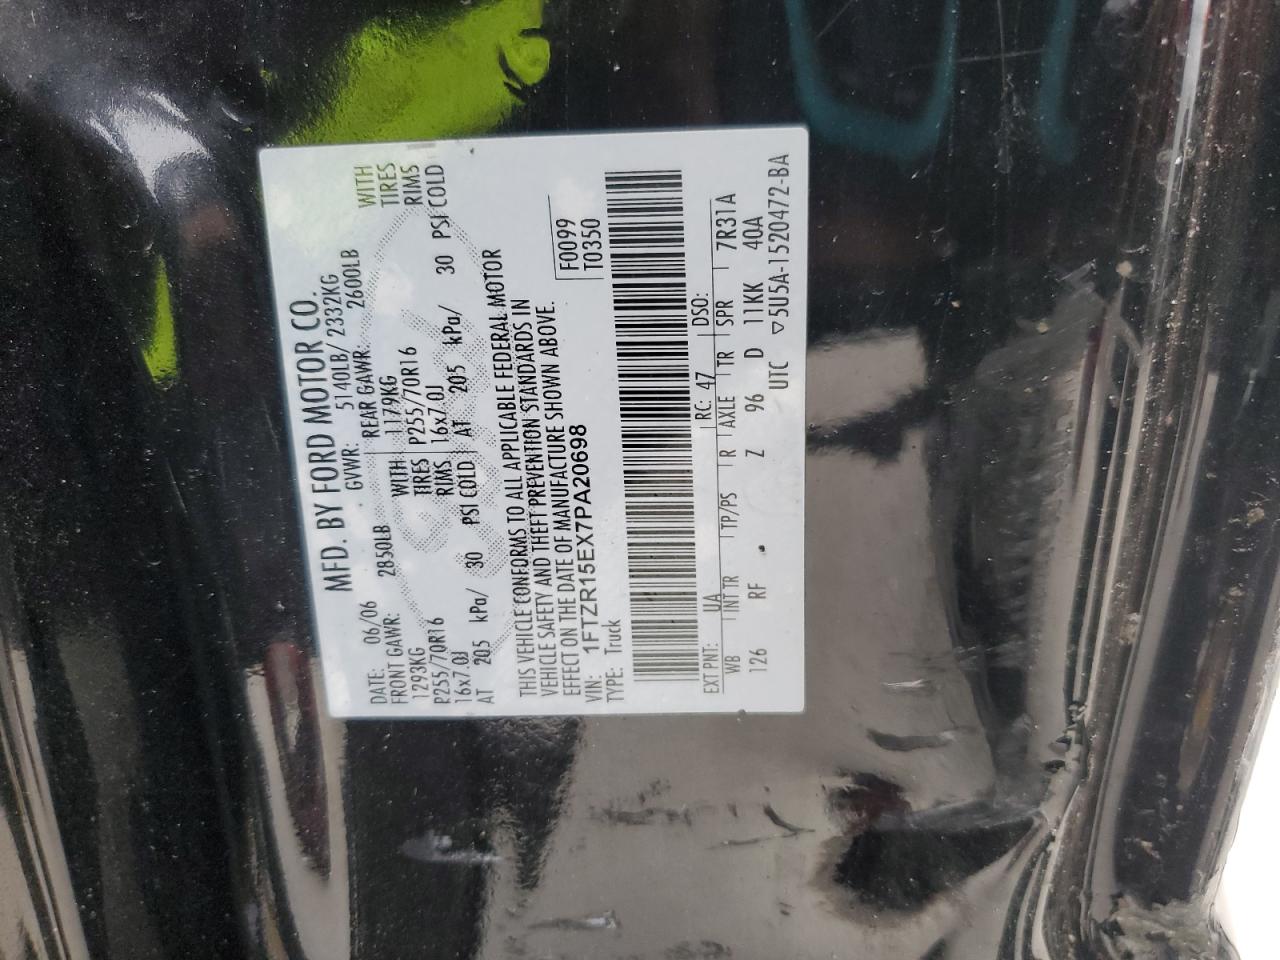 MFD. BY FORD MOTOR CO.
DATE: 06/06 GVWR: 5140LB/ 2332KG
FRONT GAWR: 2850LB REAR GAWR: 2600LB
1293KG WITH 1179KG WITH
P255/70R16 TIRES P255/70R16 TIRES
16x7.0J RIMS 16x7.0J RIMS
AT 205 kPa/ 30 PSI COLD AT 205 kPa/ 30 PSI COLD
THIS VEHICLE CONFORMS TO ALL APPLICABLE FEDERAL MOTOR
VEHICLE SAFETY AND THEFT PREVENTION STANDARDS IN
EFFECT ON THE DATE OF MANUFACTURE SHOWN ABOVE.
VIN: 1FTZR15EX7PA20698 F0099
TYPE: Truck T0350
EXT PNT: UA RC: 47 DSO:
WB INT TR TP/PS R AXLE TR SPR 7R31A
126 RF Z 96 D 11KK 40A
UTC ▽5U5A-1520472-BA